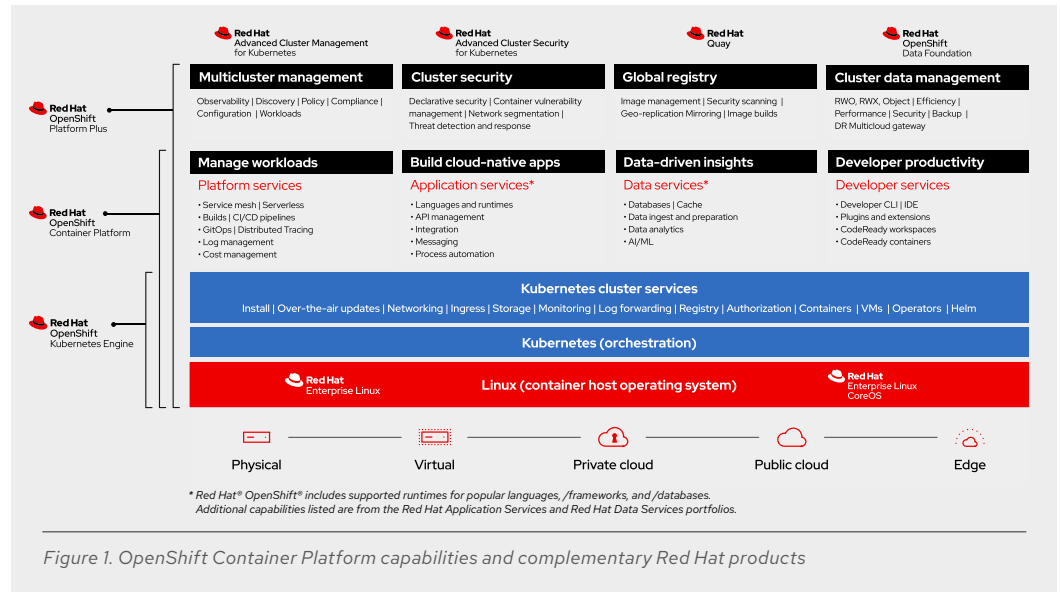 Red Hat
Advanced Cluster Management
for Kubernetes
Red Hat
Advanced Cluster Security
for Kubernetes
Red Hat
Quay
Red Hat
OpenShift
Data Foundation
Red Hat
OpenShift
Platform Plus
Multicluster management
Observability | Discovery | Policy | Compliance |
Configuration | Workloads
Cluster security
Declarative security | Container vulnerability
management | Network segmentation |
Threat detection and response
Global registry
Image management | Security scanning |
Geo-replication Mirroring | Image builds
Cluster data management
RWO, RWX, Object | Efficiency |
Performance | Security | Backup |
DR Multicloud gateway
Red Hat
OpenShift
Container Platform
Manage workloads
Platform services
• Service mesh | Serverless
• Builds | CI/CD pipelines
• GitOps | Distributed Tracing
• Log management
• Cost management
Build cloud-native apps
Application services*
• Languages and runtimes
• API management
• Integration
• Messaging
• Process automation
Data-driven insights
Data services*
• Databases | Cache
• Data ingest and preparation
• Data analytics
• AI/ML
Developer productivity
Developer services
• Developer CLI | IDE
• Plugins and extensions
• CodeReady workspaces
• CodeReady containers
Red Hat
OpenShift
Kubernetes Engine
Kubernetes cluster services
Install | Over-the-air updates | Networking | Ingress | Storage | Monitoring | Log forwarding | Registry | Authorization | Containers | VMs | Operators | Helm
Kubernetes (orchestration)
Red Hat
Enterprise Linux
Linux (container host operating system)
Red Hat
Enterprise Linux
CoreOS
Physical
Virtual
Private cloud
Public cloud
Edge
* Red Hat® OpenShift® includes supported runtimes for popular languages, /frameworks, and /databases.
Additional capabilities listed are from the Red Hat Application Services and Red Hat Data Services portfolios.
Figure 1. OpenShift Container Platform capabilities and complementary Red Hat products